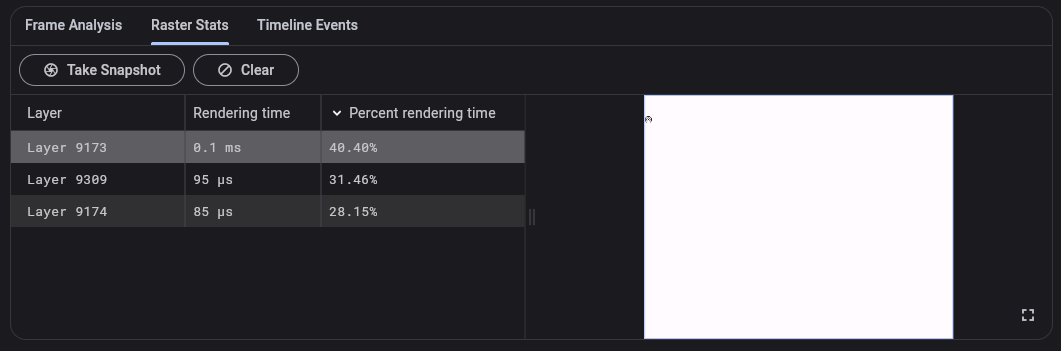 Frame Analysis Raster Stats Timeline Events
Take Snapshot Clear
Layer Rendering time Percent rendering time
Layer 9173 0.1 ms 40.40%
Layer 9309 95 µs 31.46%
Layer 9174 85 µs 28.15%